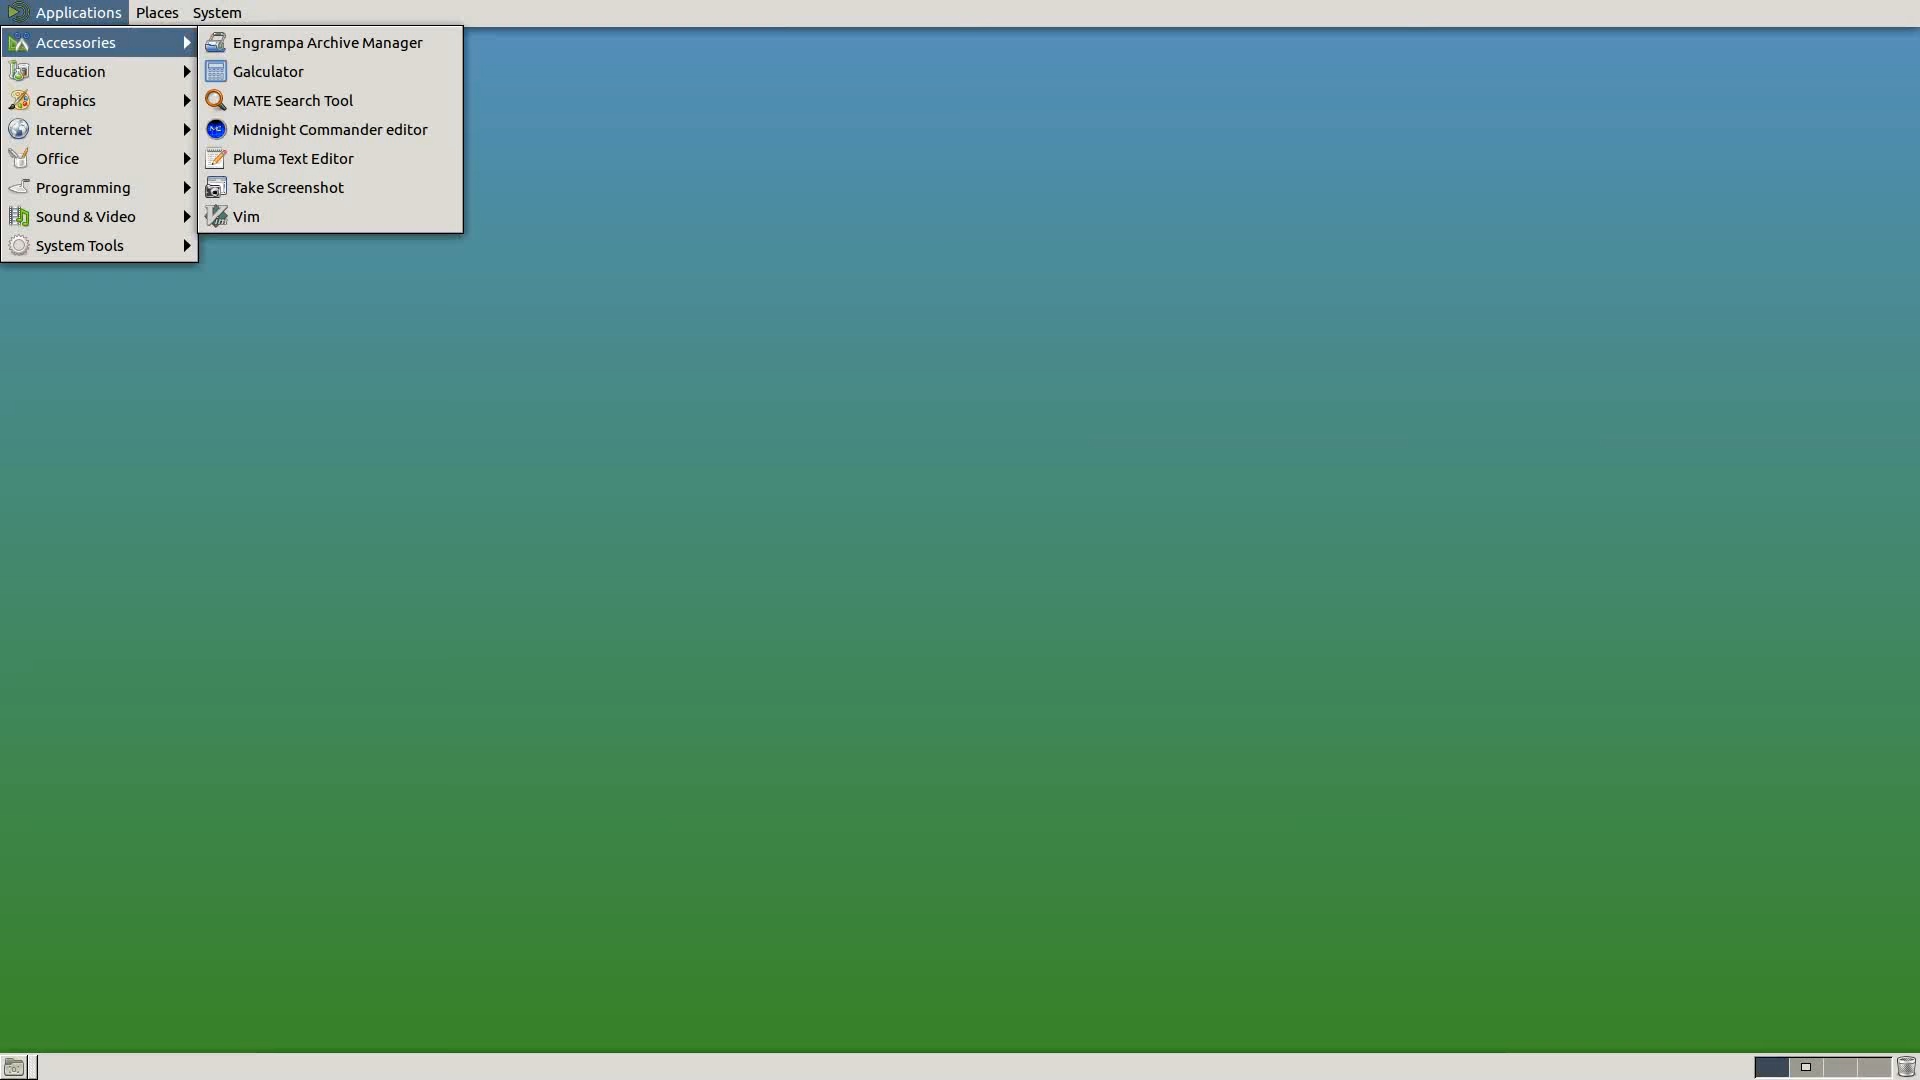 Applications Places System
Accessories
Education
Graphics
Internet
Office
Programming
Sound & Video
System Tools
Engrampa Archive Manager
Galculator
MATE Search Tool
Midnight Commander editor
Pluma Text Editor
Take Screenshot
Vim